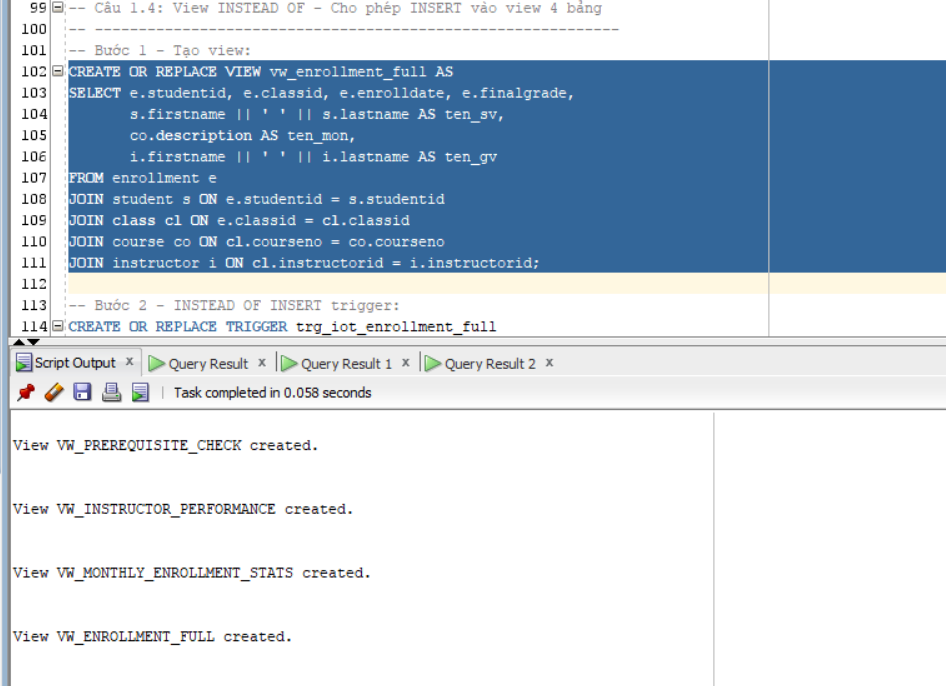 99 -- Câu 1.4: View INSTEAD OF - Cho phép INSERT vào view 4 bảng
100 -- ------------------------------------------------------------
101 -- Bước 1 - Tạo view:
102 CREATE OR REPLACE VIEW vw_enrollment_full AS
103 SELECT e.studentid, e.classid, e.enrolldate, e.finalgrade,
104 s.firstname || ' ' || s.lastname AS ten_sv,
105 co.description AS ten_mon,
106 i.firstname || ' ' || i.lastname AS ten_gv
107 FROM enrollment e
108 JOIN student s ON e.studentid = s.studentid
109 JOIN class cl ON e.classid = cl.classid
110 JOIN course co ON cl.courseno = co.courseno
111 JOIN instructor i ON cl.instructorid = i.instructorid;
112
113 -- Bước 2 - INSTEAD OF INSERT trigger:
114 CREATE OR REPLACE TRIGGER trg_iot_enrollment_full
Script Output x Query Result x Query Result 1 x Query Result 2 x
Task completed in 0.058 seconds
View VW_PREREQUISITE_CHECK created.
View VW_INSTRUCTOR_PERFORMANCE created.
View VW_MONTHLY_ENROLLMENT_STATS created.
View VW_ENROLLMENT_FULL created.